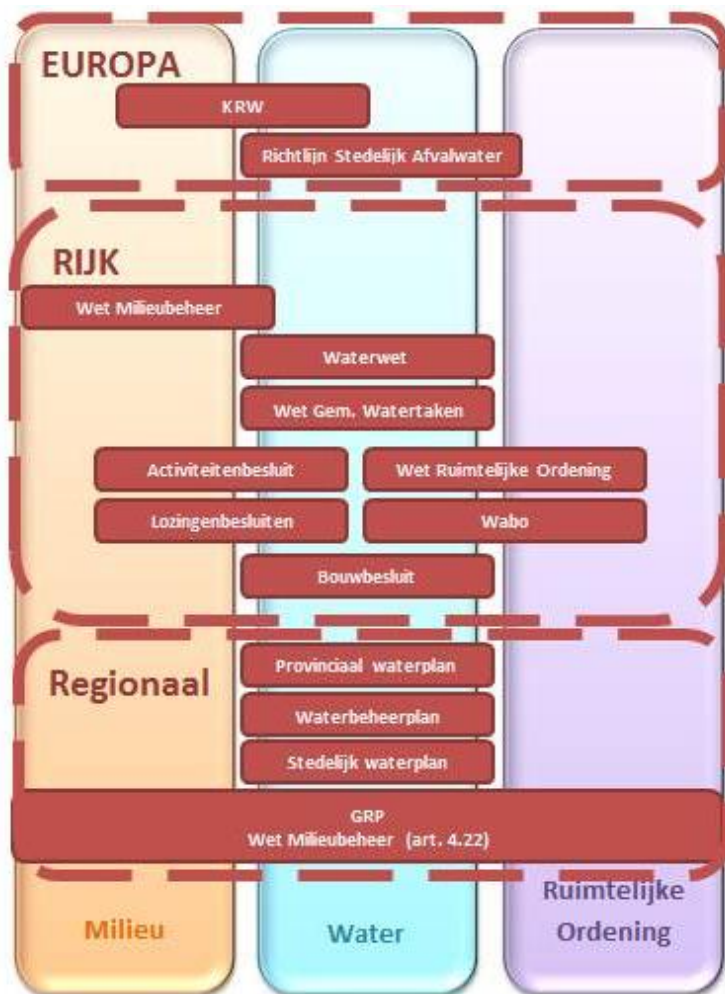 EUROPA
KRW
Richtlijn Stedelijk Afvalwater
RIJK
Wet Milieubeheer
Waterwet
Wet Gem. Watertaken
Activiteitenbesluit
Wet Ruimtelijke Ordening
Lozingenbesluiten
Wabo
Bouwbesluit
Regionaal
Provinciaal waterplan
Waterbeheerplan
Stedelijk waterplan
GRP
Wet Milieubeheer (art. 4.22)
Milieu
Water
Ruimtelijke
Ordening